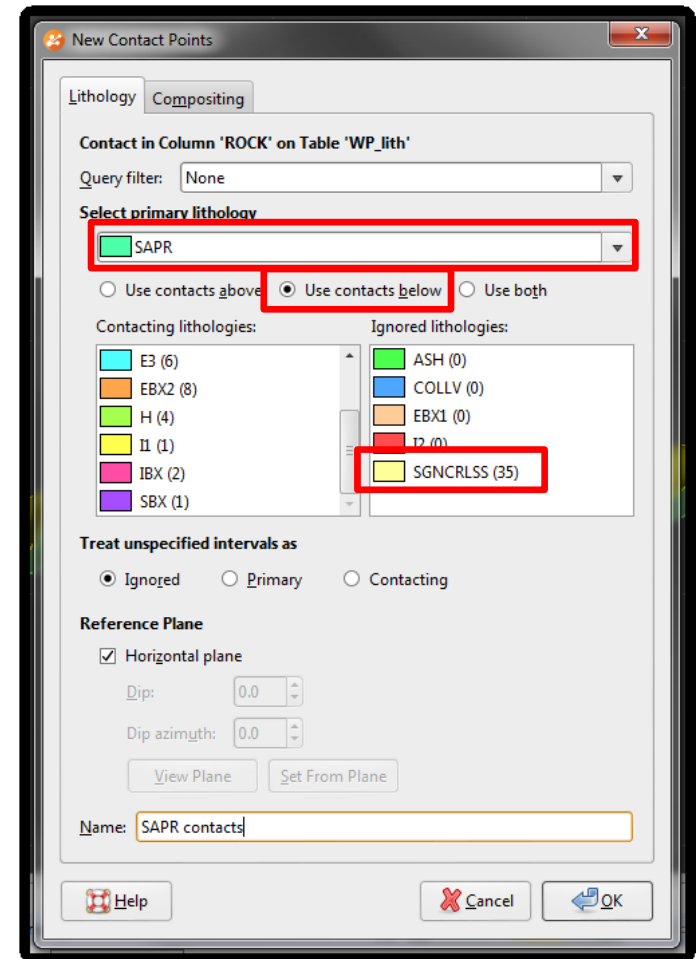 New Contact Points
Lithology Compositing
Contact in Column 'ROCK' on Table 'WP_lith'
Query filter: None
Select primary lithology
SAPR
Use contacts above Use contacts below Use both
Contacting lithologies: Ignored lithologies:
E3 (6) ASH (0)
EBX2 (8) COLLV (0)
H (4) EBX1 (0)
I1 (1) I2 (0)
IBX (2) SGNCRLSS (35)
SBX (1)
Treat unspecified intervals as
Ignored Primary Contacting
Reference Plane
Horizontal plane
Dip: 0.0
Dip azimuth: 0.0
View Plane Set From Plane
Name: SAPR contacts
Help Cancel OK